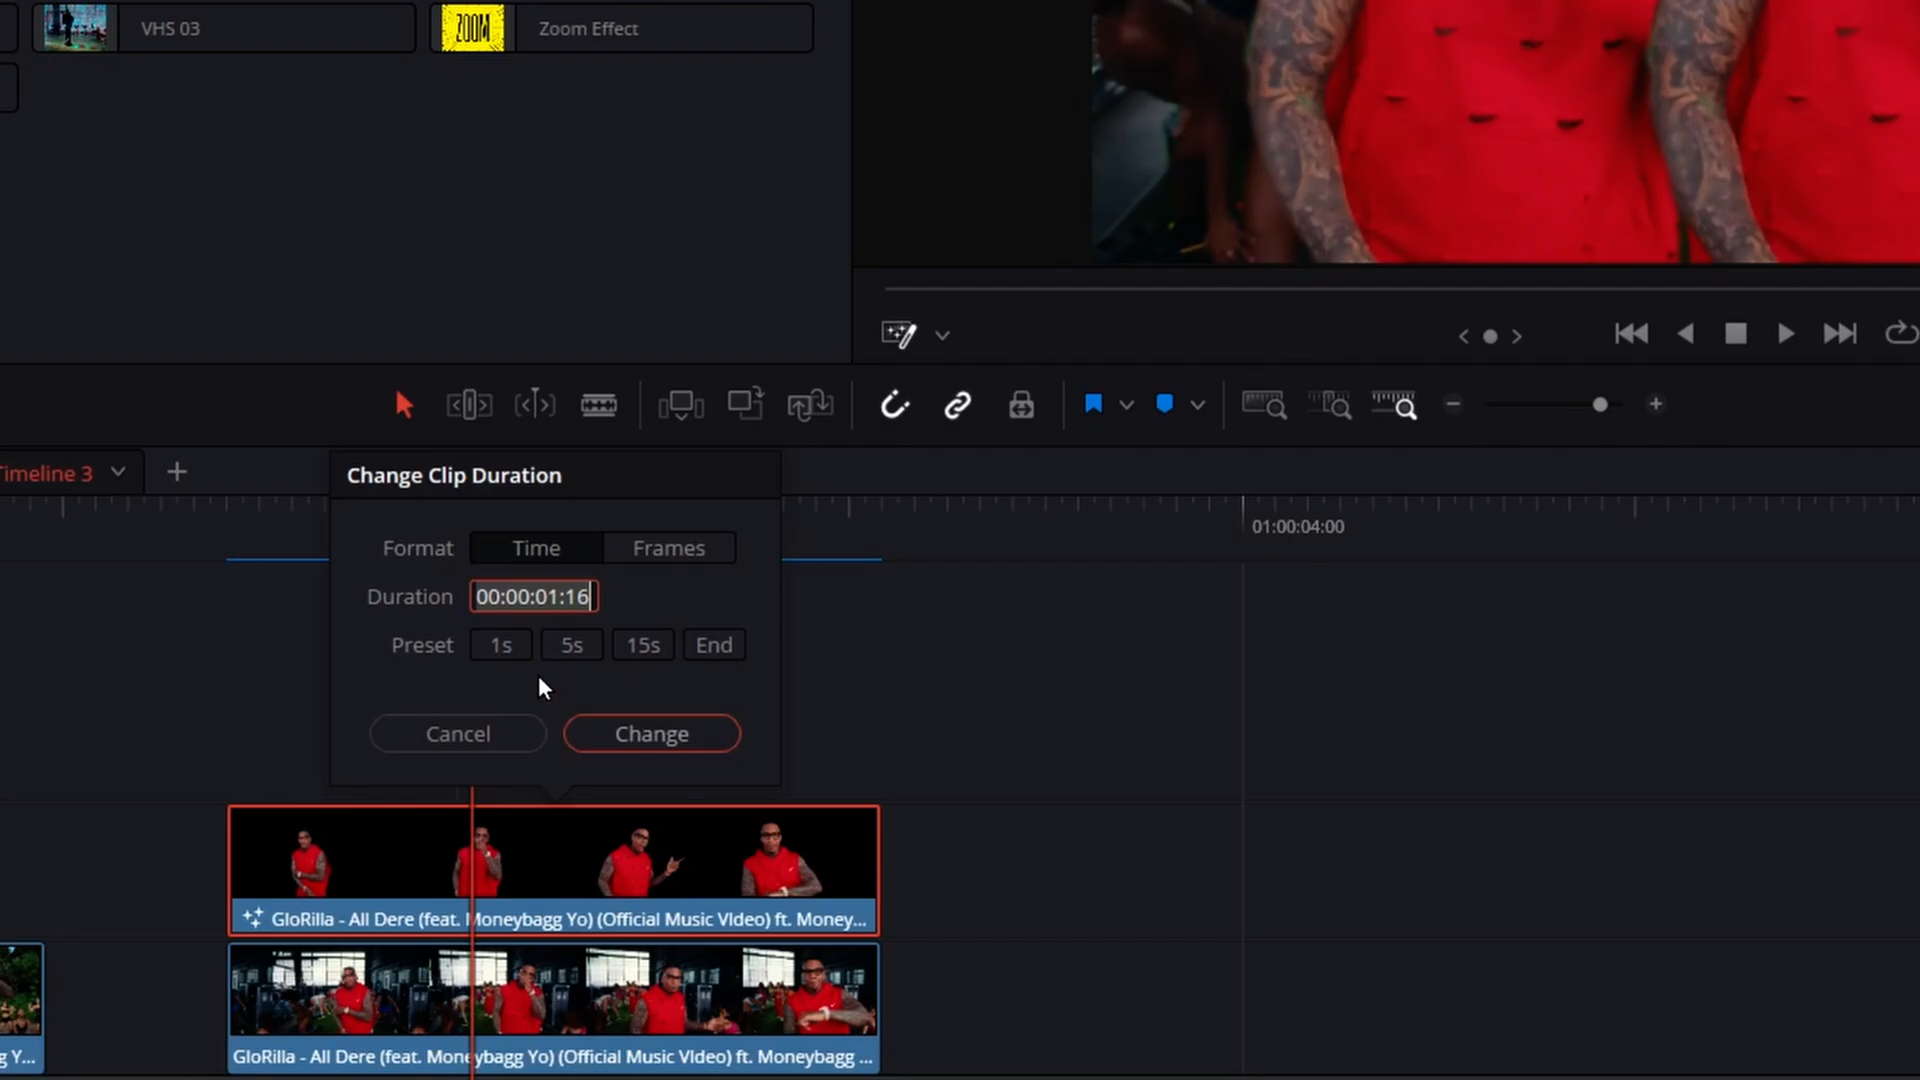 VHS 03
ZOOM
Zoom Effect
Timeline 3
Change Clip Duration
01:00:04:00
Format Time Frames
Duration 00:00:01:16
Preset 1s 5s 15s End
Cancel Change
GloRilla - All Dere (feat. Moneybagg Yo) (Official Music VIdeo) ft. Money...
g Y...
GloRilla - All Dere (feat. Moneybagg Yo) (Official Music VIdeo) ft. Moneybagg ...